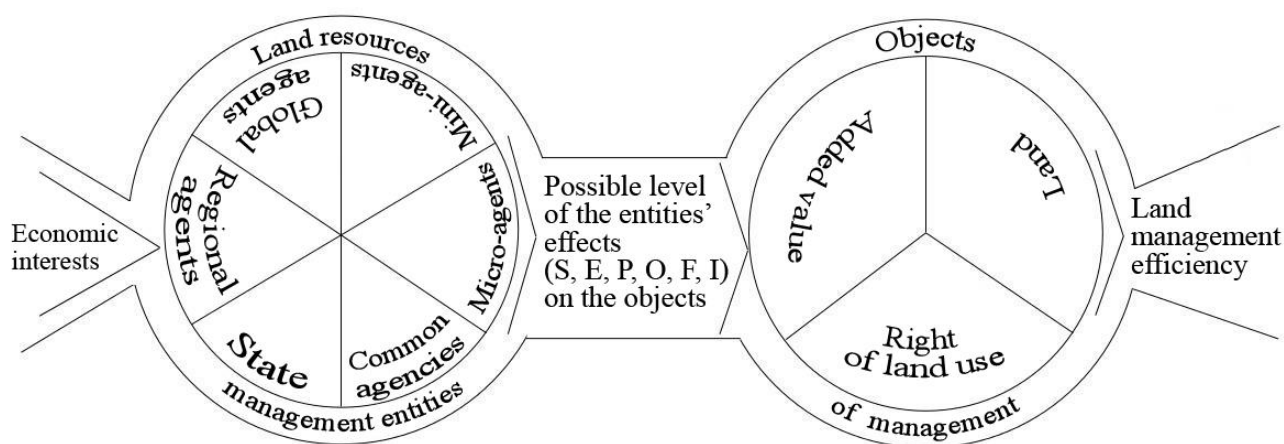 Economic
interests
Land resources
management entities
Global
agents
Mini-agents
Micro-agents
Common
agencies
State
Regional
agents
Possible level
of the entities’
effects
(S, E, P, O, F, I)
on the objects
Objects
of management
Added value
Land
Right
of land use
Land
management
efficiency